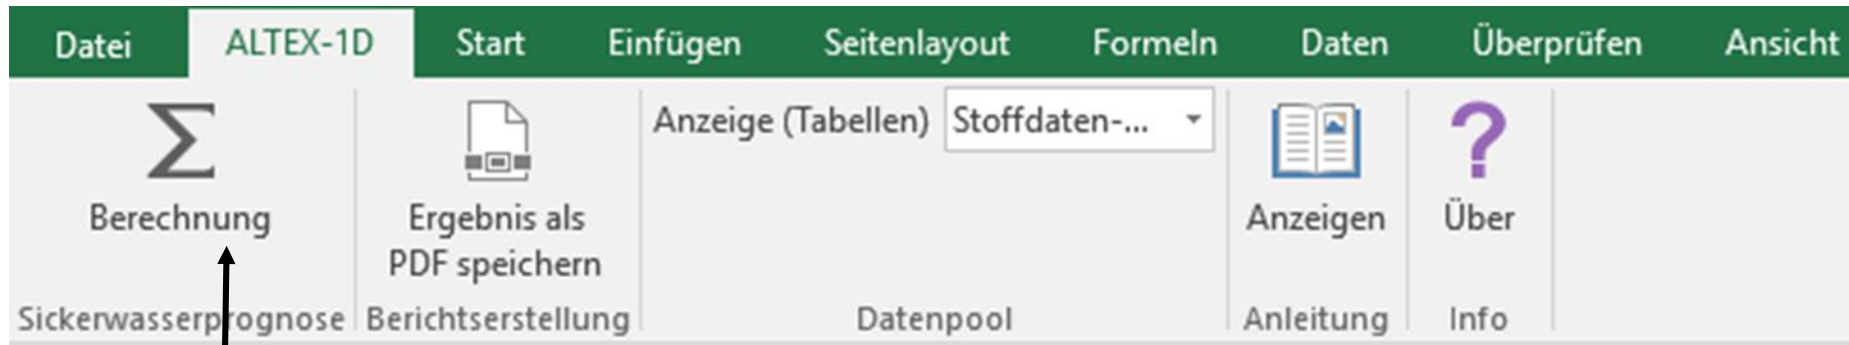 Datei ALTEX-1D Start Einfügen Seitenlayout Formeln Daten Überprüfen Ansicht
Anzeige (Tabellen) Stoffdaten-...
Berechnung Ergebnis als Anzeigen Über
PDF speichern
Sickerwasserprognose Berichtserstellung Datenpool Anleitung Info